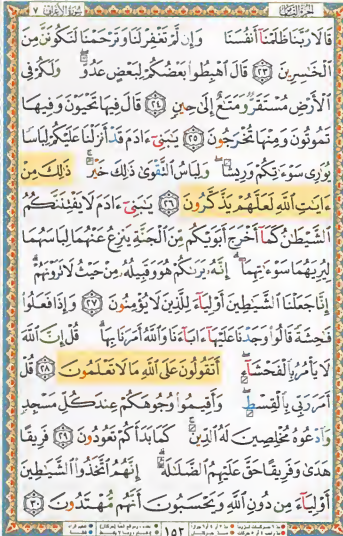 الجزء الثامن سورة الأعراف ٧
قَالَا رَبَّنَا ظَلَمْنَآ أَنفُسَنَا وَإِن لَّمْ تَغْفِرْ لَنَا وَتَرْحَمْنَا لَنَكُونَنَّ مِنَ
ٱلْخَٰسِرِينَ ٢٣ قَالَ ٱهْبِطُوا۟ بَعْضُكُمْ لِبَعْضٍ عَدُوٌّ وَلَكُمْ فِى
ٱلْأَرْضِ مُسْتَقَرٌّ وَمَتَٰعٌ إِلَىٰ حِينٍ ٢٤ قَالَ فِيهَا تَحْيَوْنَ وَفِيهَا
تَمُوتُونَ وَمِنْهَا تُخْرَجُونَ ٢٥ يَٰبَنِىٓ ءَادَمَ قَدْ أَنزَلْنَا عَلَيْكُمْ لِبَاسًا
يُوَٰرِى سَوْءَٰتِكُمْ وَرِيشًا وَلِبَاسُ ٱلتَّقْوَىٰ ذَٰلِكَ خَيْرٌ ذَٰلِكَ مِنْ
ءَايَٰتِ ٱللَّهِ لَعَلَّهُمْ يَذَّكَّرُونَ ٢٦ يَٰبَنِىٓ ءَادَمَ لَا يَفْتِنَنَّكُمُ
ٱلشَّيْطَٰنُ كَمَآ أَخْرَجَ أَبَوَيْكُم مِّنَ ٱلْجَنَّةِ يَنزِعُ عَنْهُمَا لِبَاسَهُمَا
لِيُرِيَهُمَا سَوْءَٰتِهِمَآ إِنَّهُۥ يَرَىٰكُمْ هُوَ وَقَبِيلُهُۥ مِنْ حَيْثُ لَا تَرَوْنَهُمْ
إِنَّا جَعَلْنَا ٱلشَّيَٰطِينَ أَوْلِيَآءَ لِلَّذِينَ لَا يُؤْمِنُونَ ٢٧ وَإِذَا فَعَلُوا۟
فَٰحِشَةً قَالُوا۟ وَجَدْنَا عَلَيْهَآ ءَابَآءَنَا وَٱللَّهُ أَمَرَنَا بِهَا قُلْ إِنَّ ٱللَّهَ
لَا يَأْمُرُ بِٱلْفَحْشَآءِ أَتَقُولُونَ عَلَى ٱللَّهِ مَا لَا تَعْلَمُونَ ٢٨ قُلْ
أَمَرَ رَبِّى بِٱلْقِسْطِ وَأَقِيمُوا۟ وُجُوهَكُمْ عِندَ كُلِّ مَسْجِدٍ
وَٱدْعُوهُ مُخْلِصِينَ لَهُ ٱلدِّينَ كَمَا بَدَأَكُمْ تَعُودُونَ ٢٩ فَرِيقًا
هَدَىٰ وَفَرِيقًا حَقَّ عَلَيْهِمُ ٱلضَّلَٰلَةُ إِنَّهُمُ ٱتَّخَذُوا۟ ٱلشَّيَٰطِينَ
أَوْلِيَآءَ مِن دُونِ ٱللَّهِ وَيَحْسَبُونَ أَنَّهُم مُّهْتَدُونَ ٣٠
١٥٣